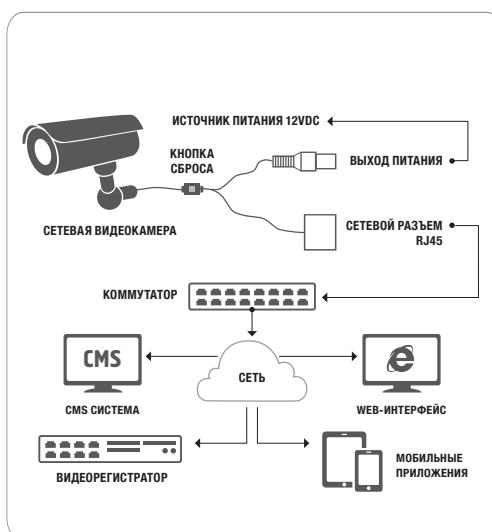 ИСТОЧНИК ПИТАНИЯ 12VDC
КНОПКА
СБРОСА
ВЫХОД ПИТАНИЯ
СЕТЕВАЯ ВИДЕОКАМЕРА
СЕТЕВОЙ РАЗЪЕМ
RJ45
КОММУТАТОР
CMS
СЕТЬ
CMS СИСТЕМА
WEB-ИНТЕРФЕЙС
ВИДЕОРЕГИСТРАТОР
МОБИЛЬНЫЕ
ПРИЛОЖЕНИЯ